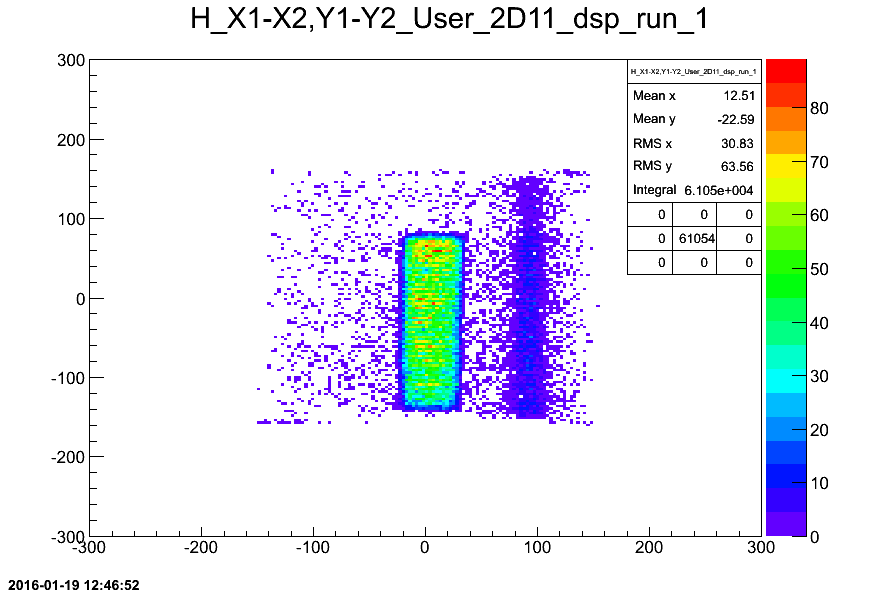 H_X1-X2,Y1-Y2_User_2D11_dsp_run_1
H_X1-X2,Y1-Y2_User_2D11_dsp_run_1
Mean x 12.51
Mean y -22.59
RMS x 30.83
RMS y 63.56
Integral 6.105e+004
0 0 0
0 61054 0
0 0 0
300
200
100
0
-100
-200
-300
-300 -200 -100 0 100 200 300
80
70
60
50
40
30
20
10
0
2016-01-19 12:46:52